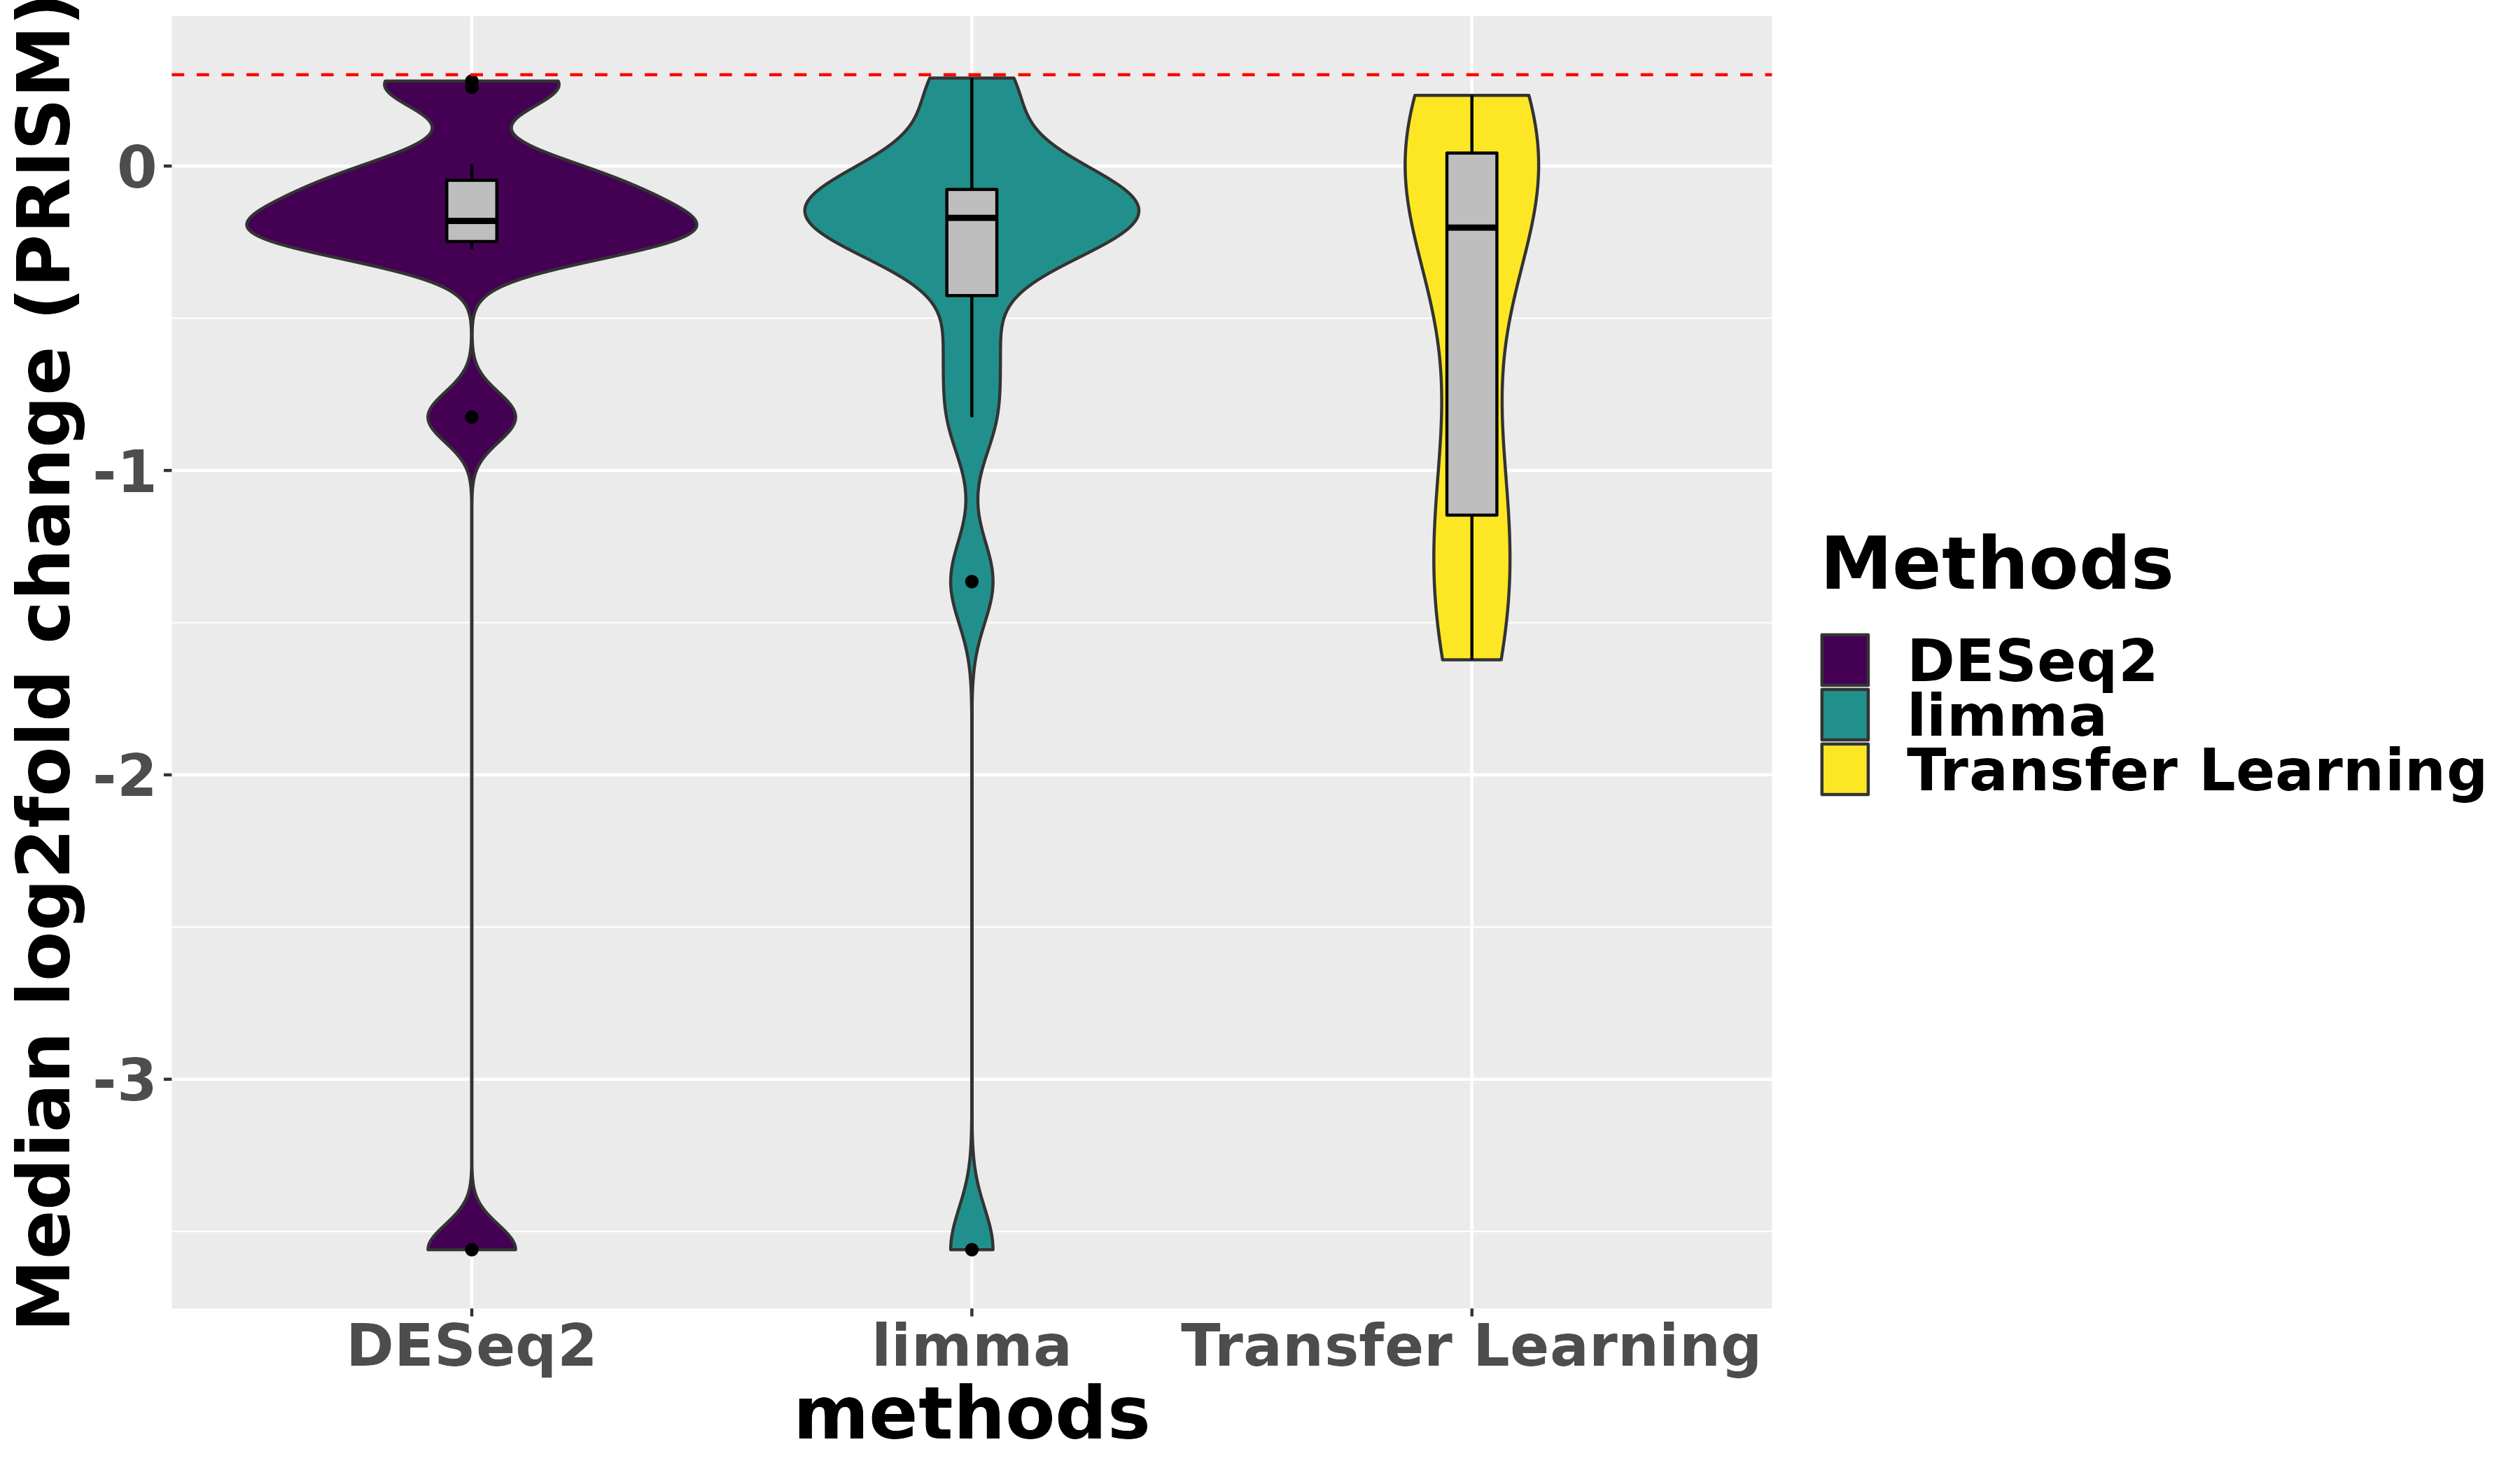 Median log2fold change (PRISM)
0
-1
-2
-3
DESeq2
limma
Transfer Learning
methods
Methods
DESeq2
limma
Transfer Learning